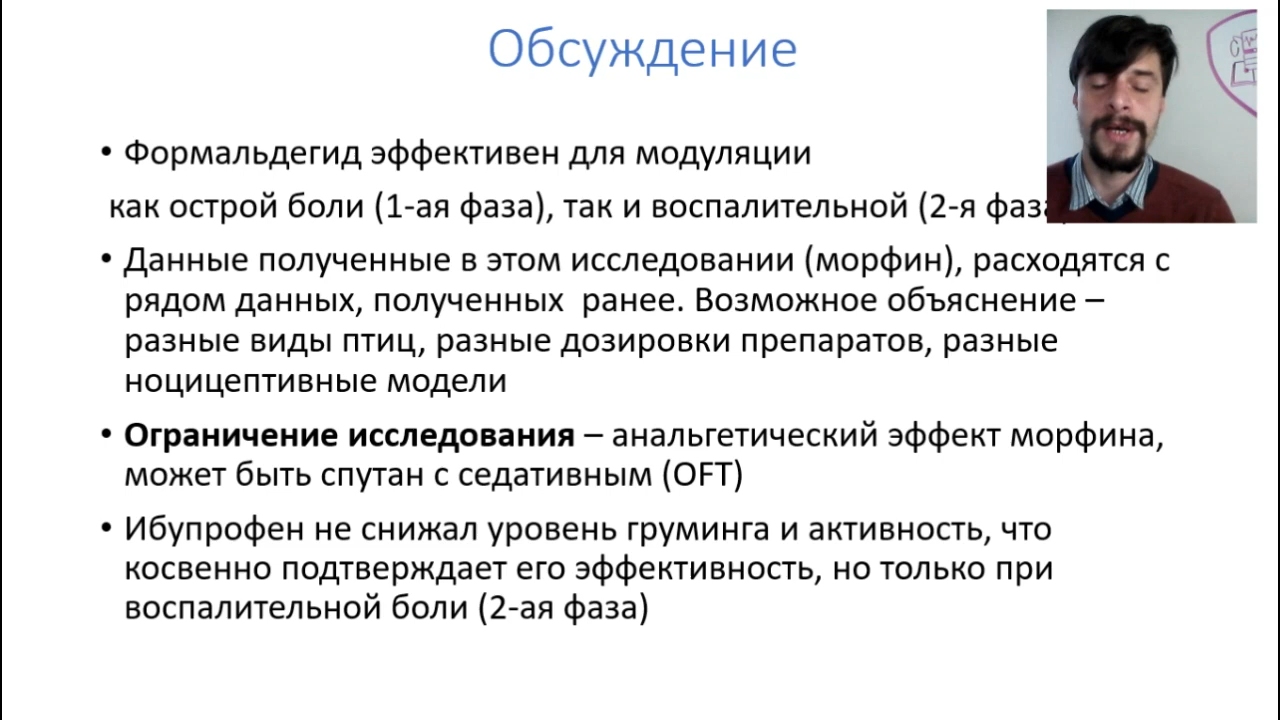 Обсуждение
• Формальдегид эффективен для модуляции
как острой боли (1-ая фаза), так и воспалительной (2-я фаза
• Данные полученные в этом исследовании (морфин), расходятся с
рядом данных, полученных  ранее. Возможное объяснение –
разные виды птиц, разные дозировки препаратов, разные
ноцицептивные модели
• Ограничение исследования – анальгетический эффект морфина,
может быть спутан с седативным (OFT)
• Ибупрофен не снижал уровень груминга и активность, что
косвенно подтверждает его эффективность, но только при
воспалительной боли (2-ая фаза)